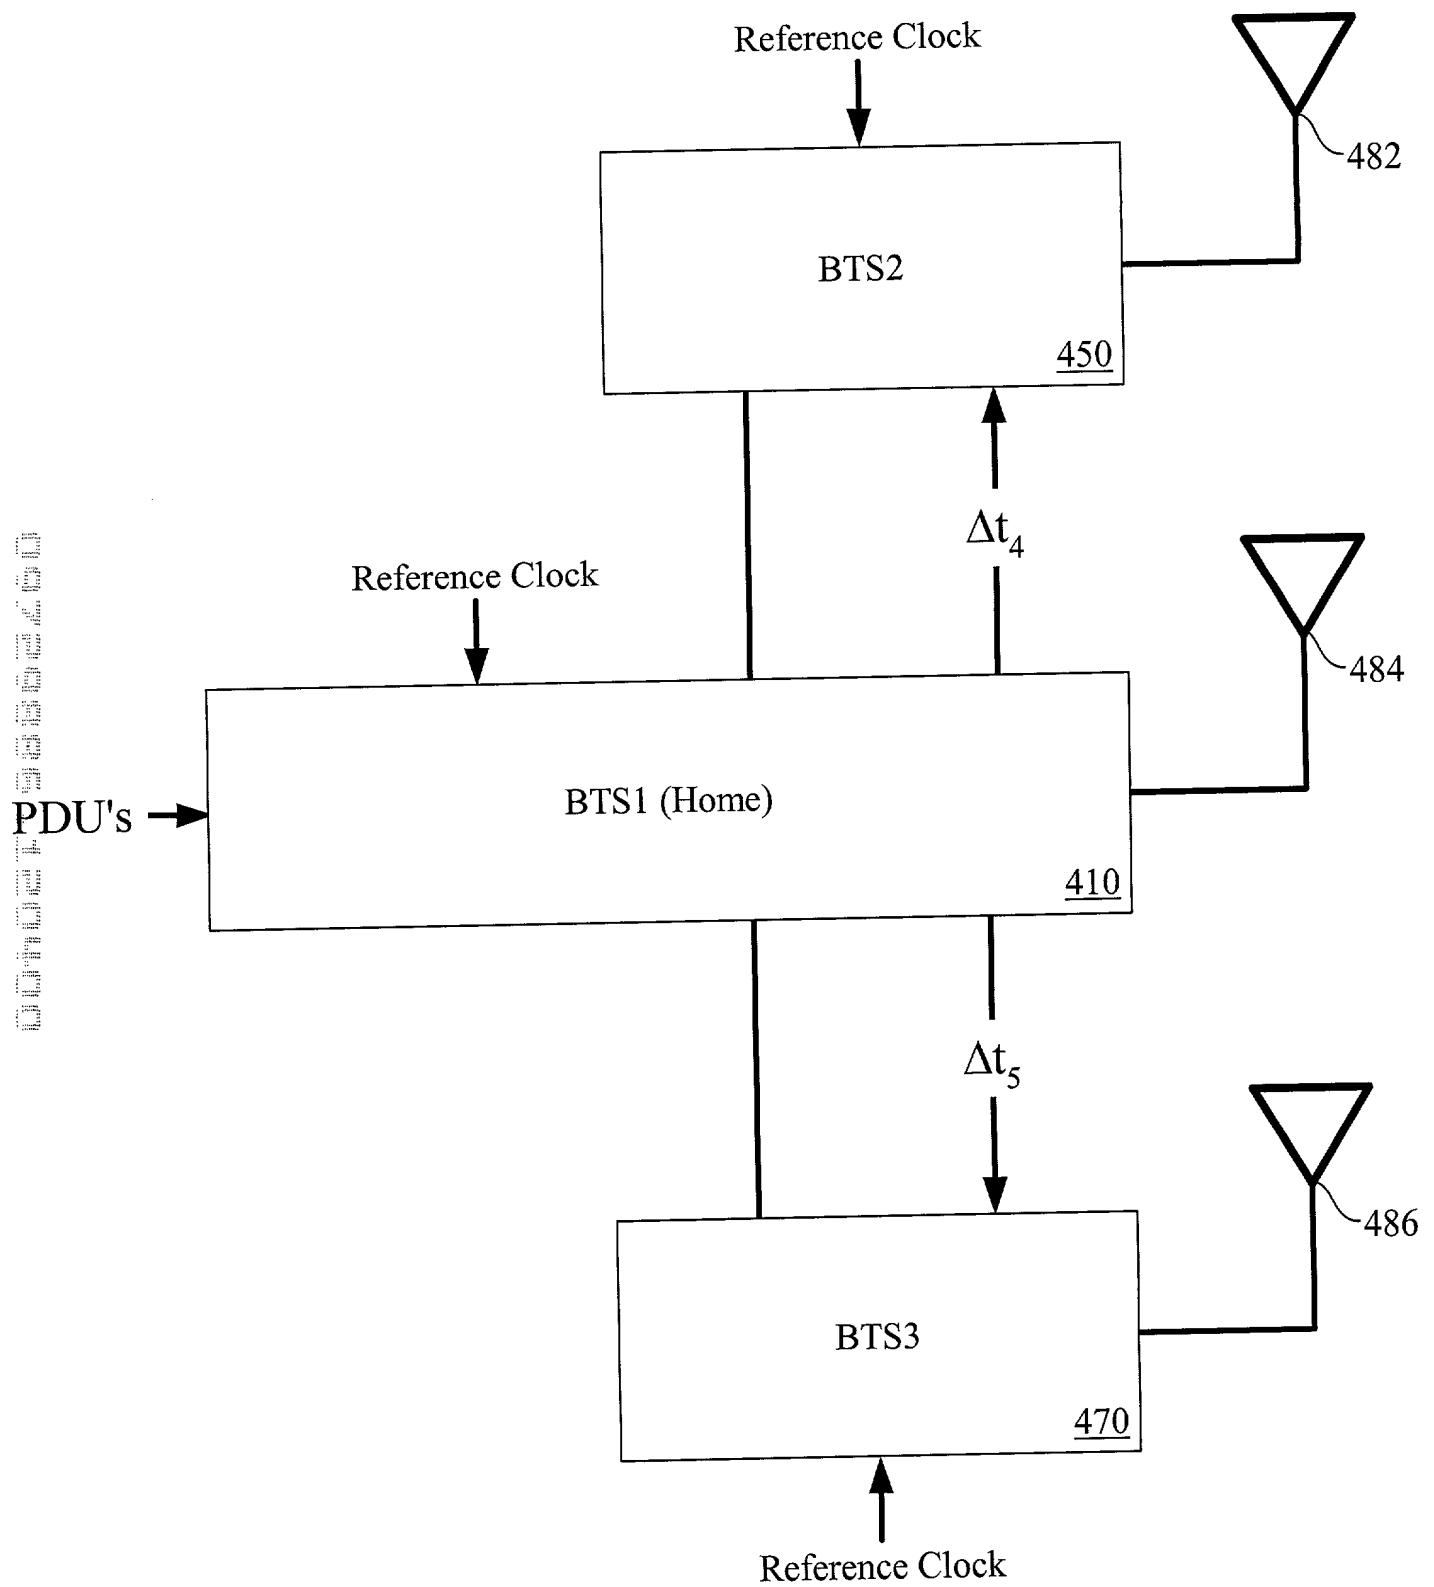 Reference Clock
482
BTS2
450
Δt4
Reference Clock
484
PDU's
BTS1 (Home)
410
Δt5
486
BTS3
470
Reference Clock